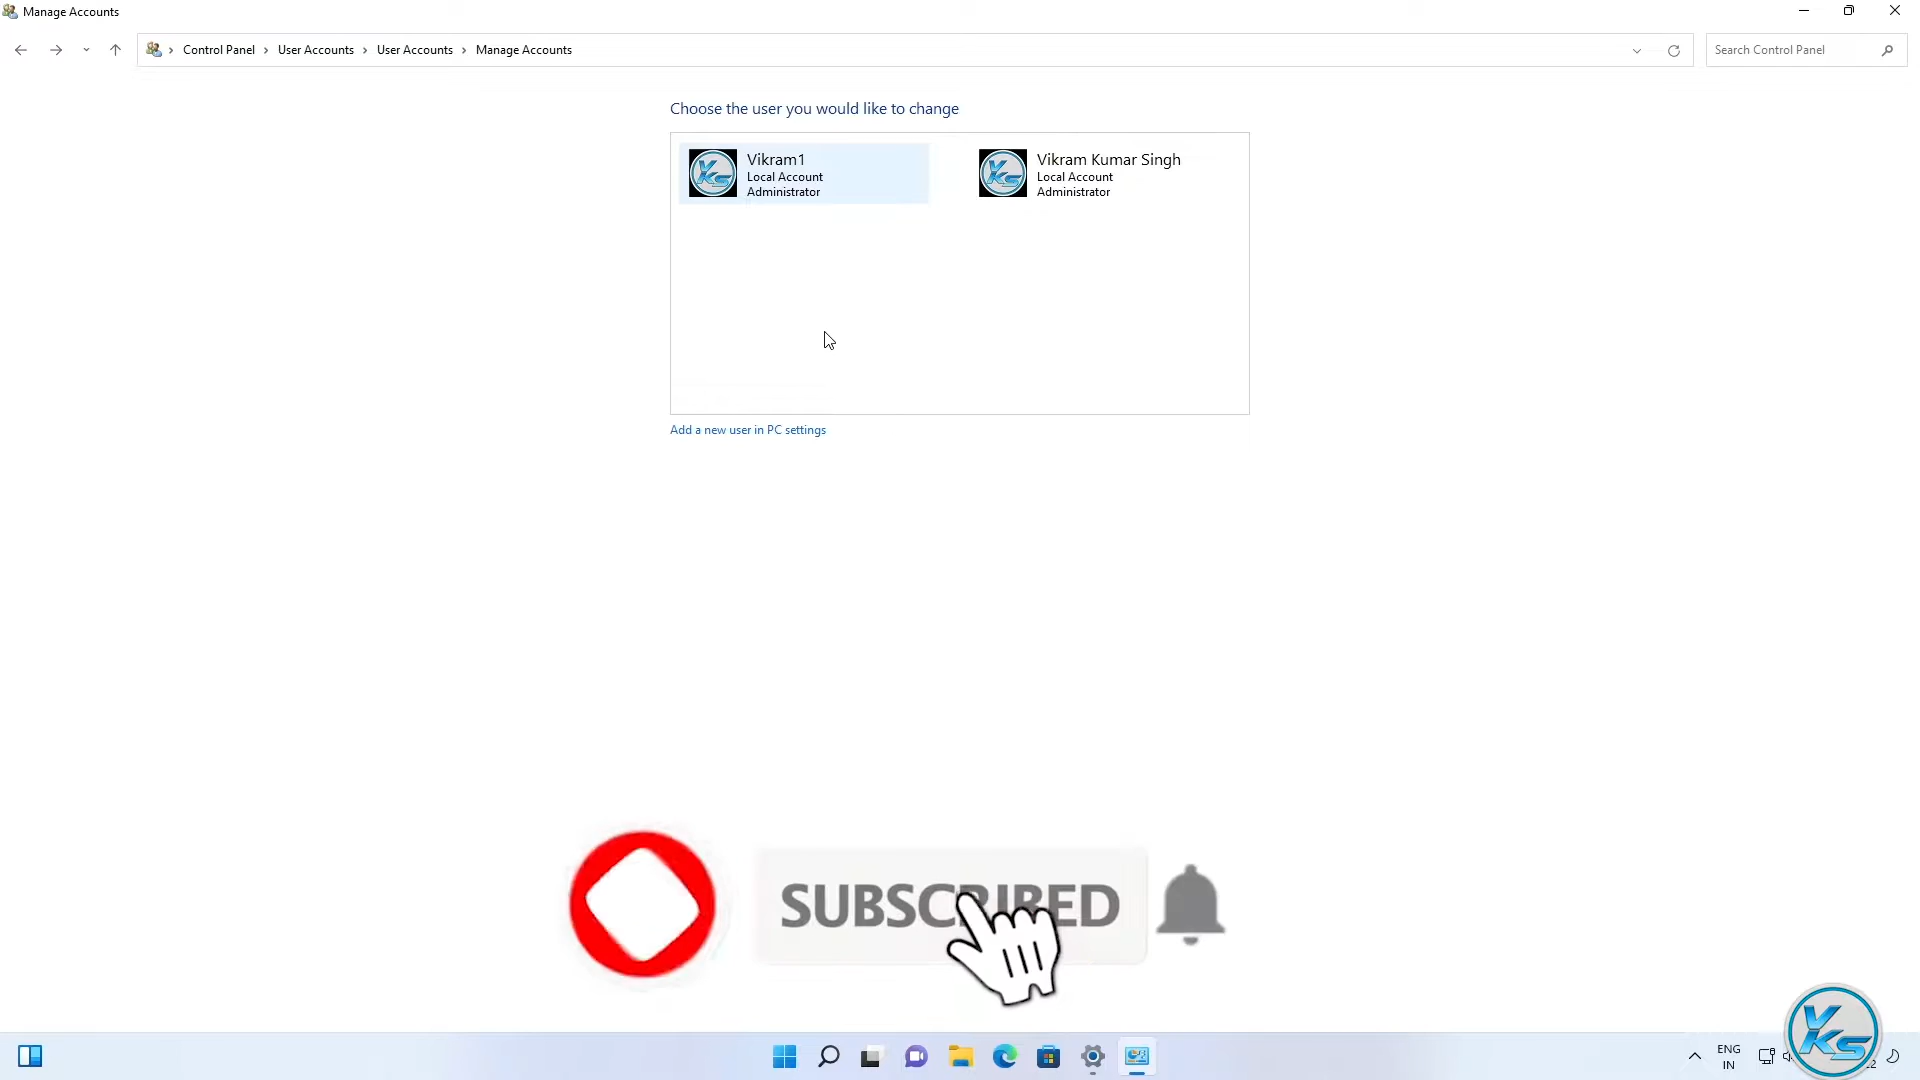 Manage Accounts
Control Panel > User Accounts > User Accounts > Manage Accounts
Search Control Panel
Choose the user you would like to change
Vikram1
Local Account
Administrator
Vikram Kumar Singh
Local Account
Administrator
Add a new user in PC settings
SUBSCRIBED
ENG
IN
VKS